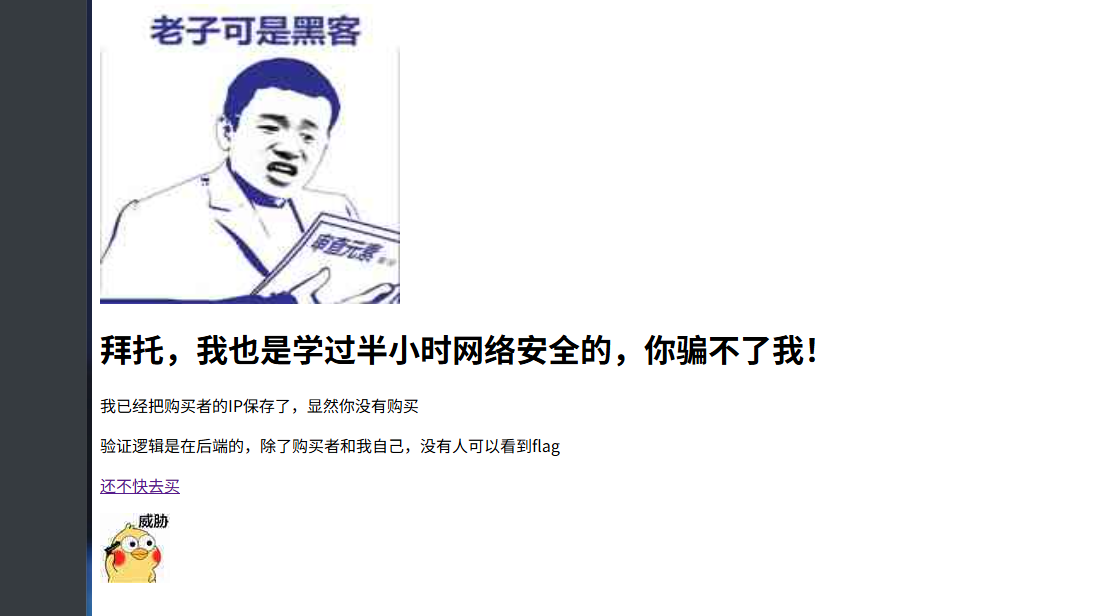 老子可是黑客
审查元素
拜托，我也是学过半小时网络安全的，你骗不了我！
我已经把购买者的IP保存了，显然你没有购买
验证逻辑是在后端的，除了购买者和我自己，没有人可以看到flag
还不快去买
威胁